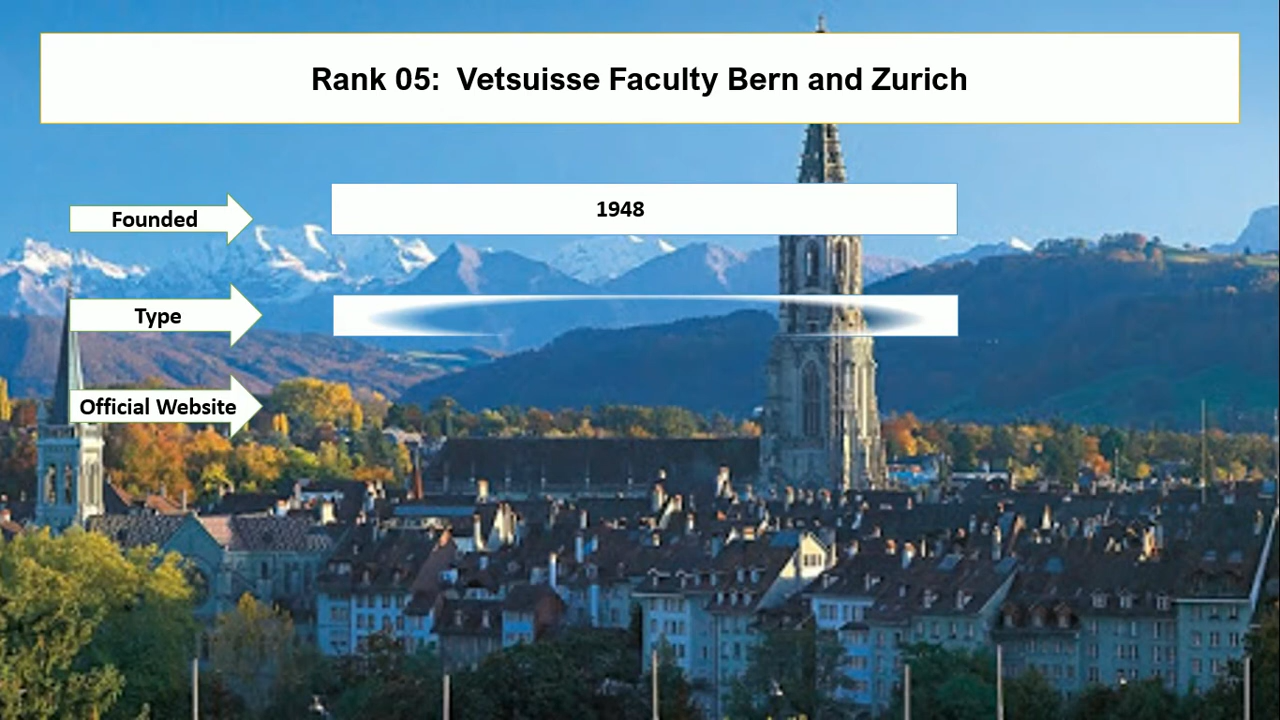 Rank 05:  Vetsuisse Faculty Bern and Zurich
Founded
1948
Type
Official Website